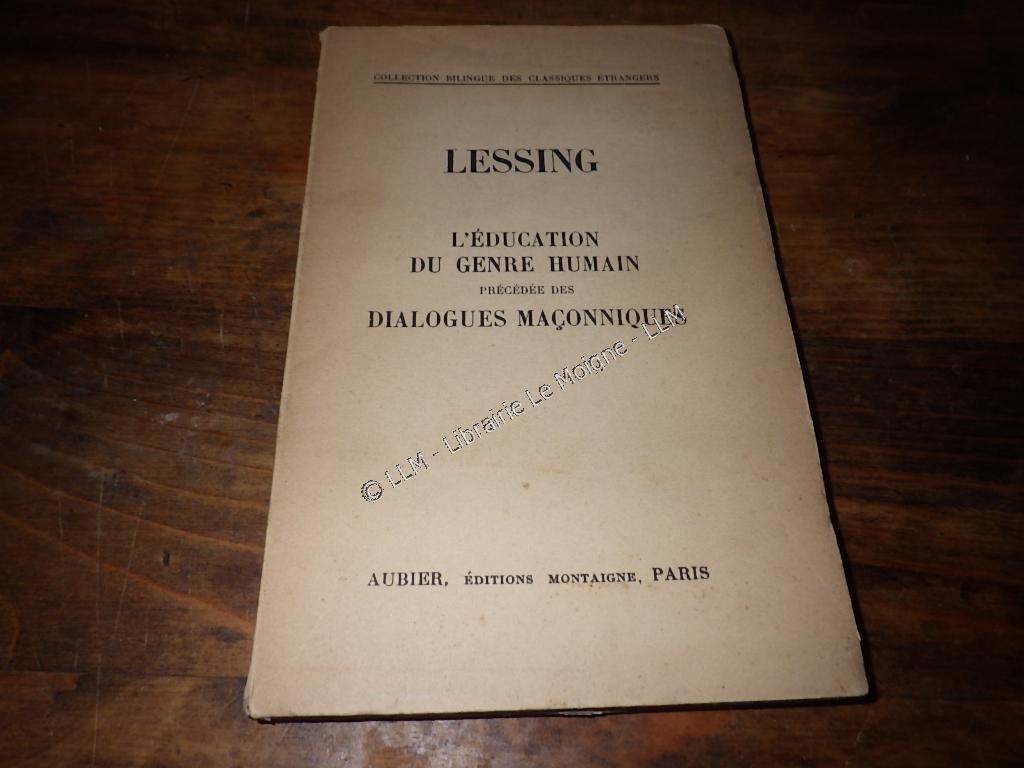 COLLECTION BILINGUE DES CLASSIQUES ÉTRANGERS
LESSING
L'ÉDUCATION
DU GENRE HUMAIN
PRÉCÉDÉE DES
DIALOGUES MAÇONNIQUES
© LLM - Librairie Le Moigne - LLM
AUBIER, ÉDITIONS MONTAIGNE, PARIS